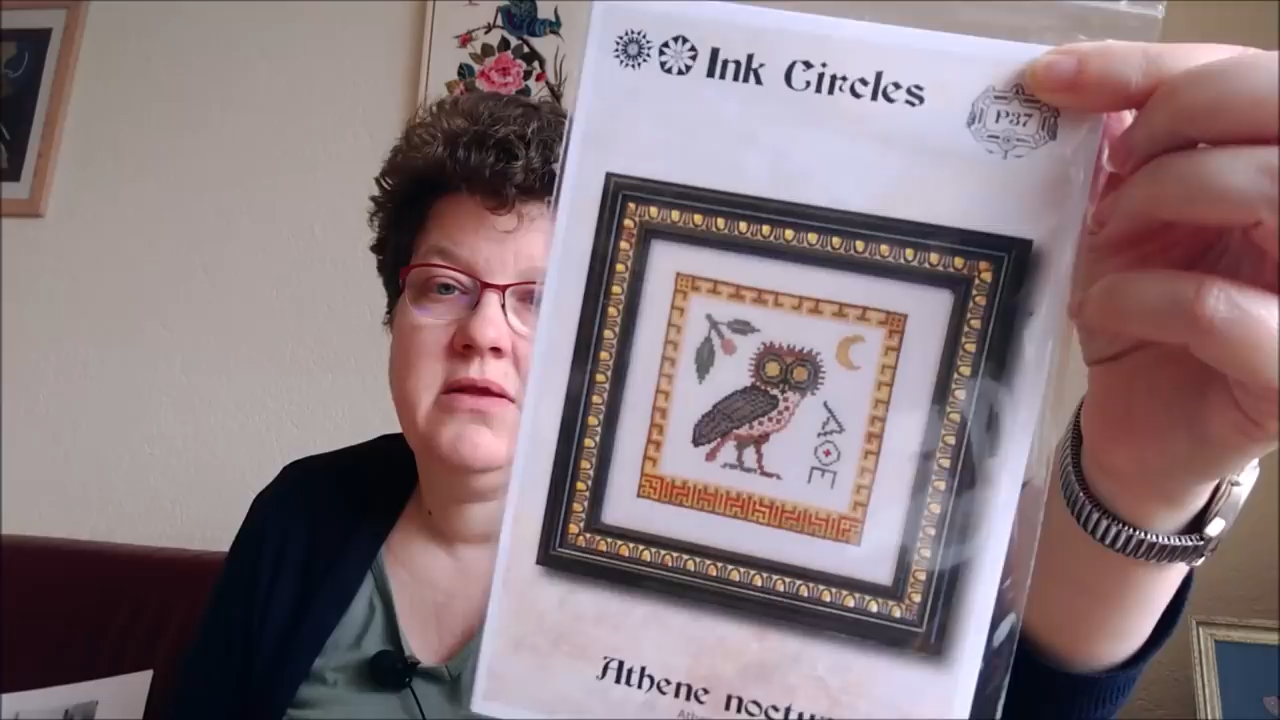 Ink Circles
P37
ΑΘΕ
Athene noctu